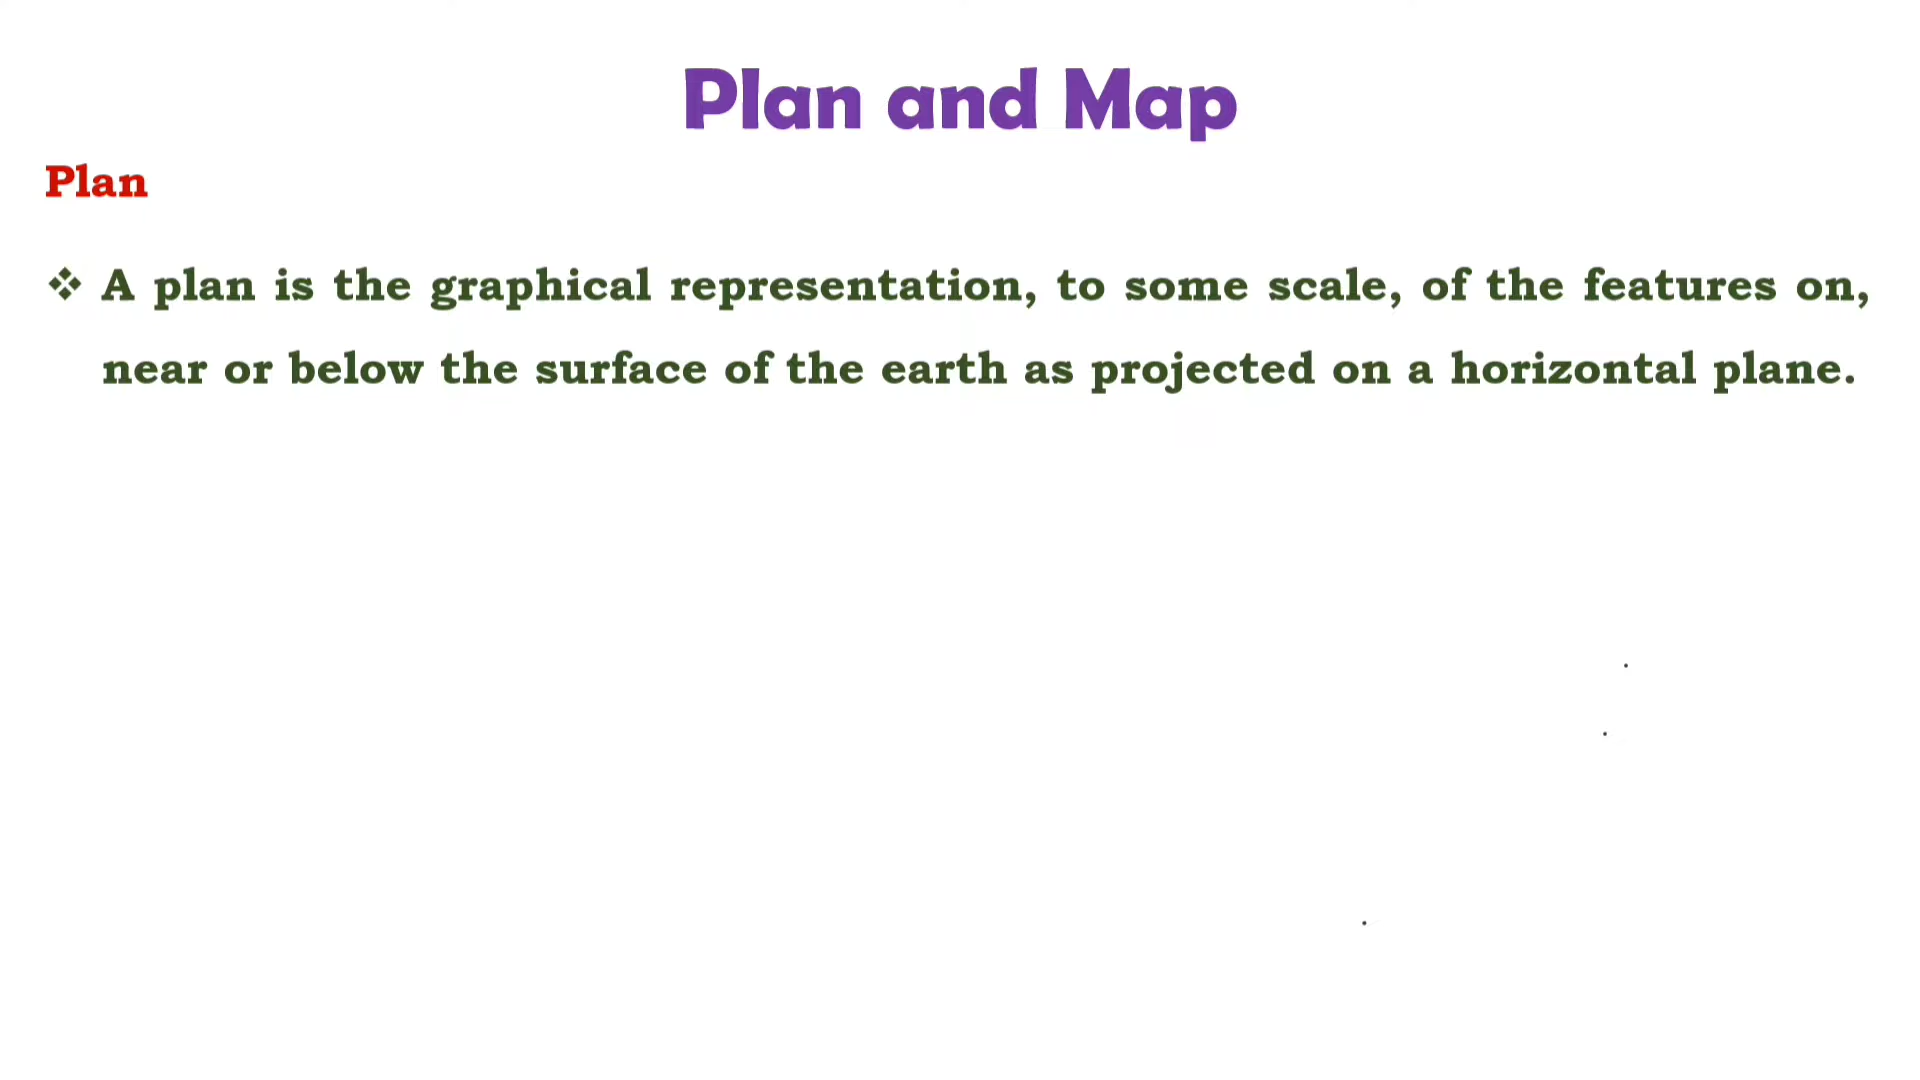 Plan and Map
Plan
❖ A plan is the graphical representation, to some scale, of the features on,
near or below the surface of the earth as projected on a horizontal plane.